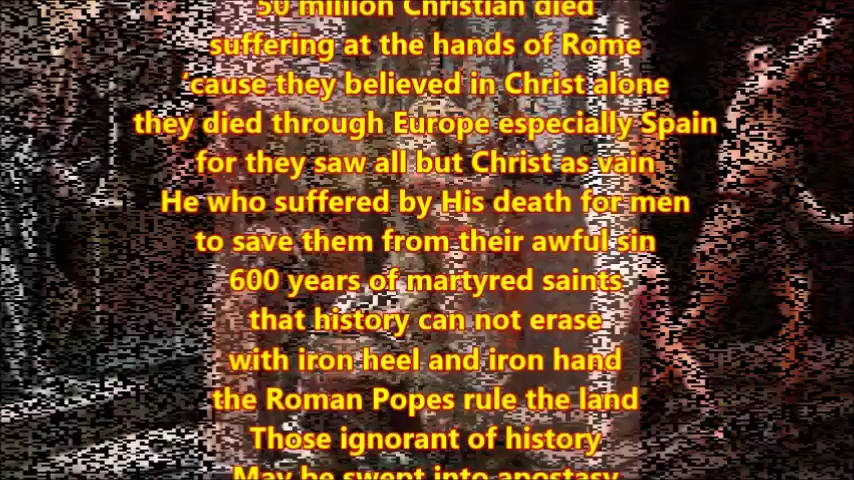 50 million Christian died
suffering at the hands of Rome
‘cause they believed in Christ alone
they died through Europe especially Spain
for they saw all but Christ as vain
He who suffered by His death for men
to save them from their awful sin
600 years of martyred saints
that history can not erase
with iron heel and iron hand
the Roman Popes rule the land
Those ignorant of history
May be swept into apostasy